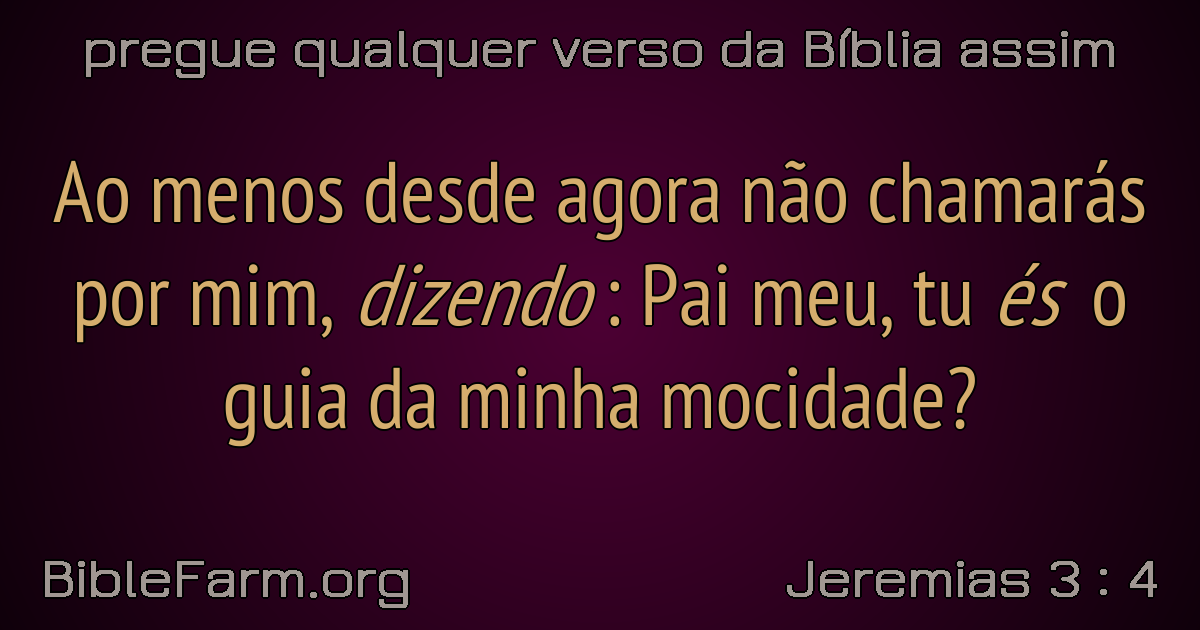 pregue qualquer verso da Bíblia assim
Ao menos desde agora não chamarás
por mim, dizendo: Pai meu, tu és o
guia da minha mocidade?
BibleFarm.org
Jeremias 3 : 4